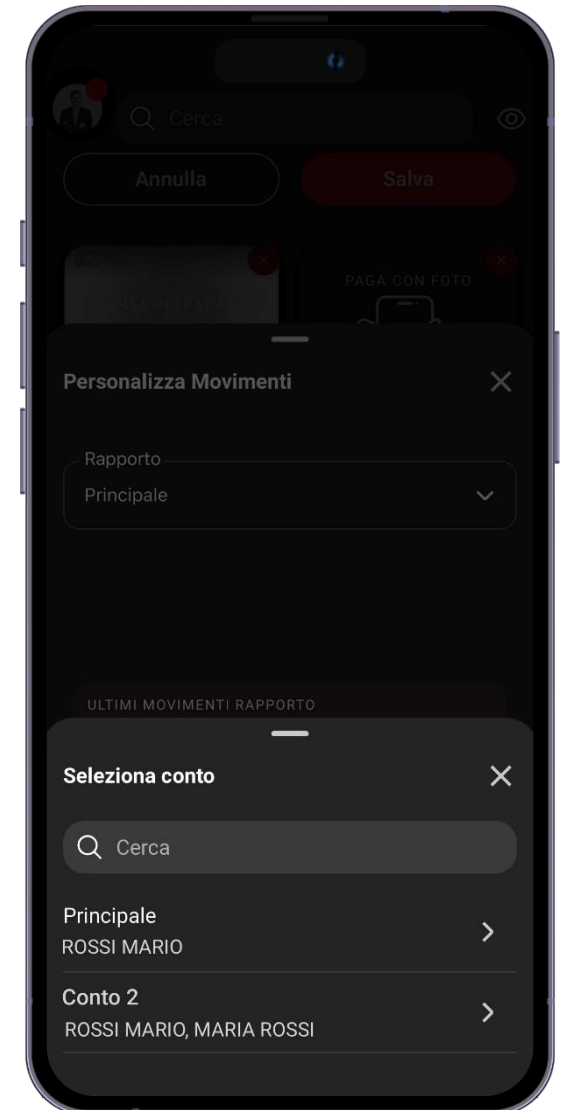 Cerca
Annulla
Salva
PAGA CON FOTO
Personalizza Movimenti
Rapporto
Principale
ULTIMI MOVIMENTI RAPPORTO
Seleziona conto
Cerca
Principale
ROSSI MARIO
Conto 2
ROSSI MARIO, MARIA ROSSI